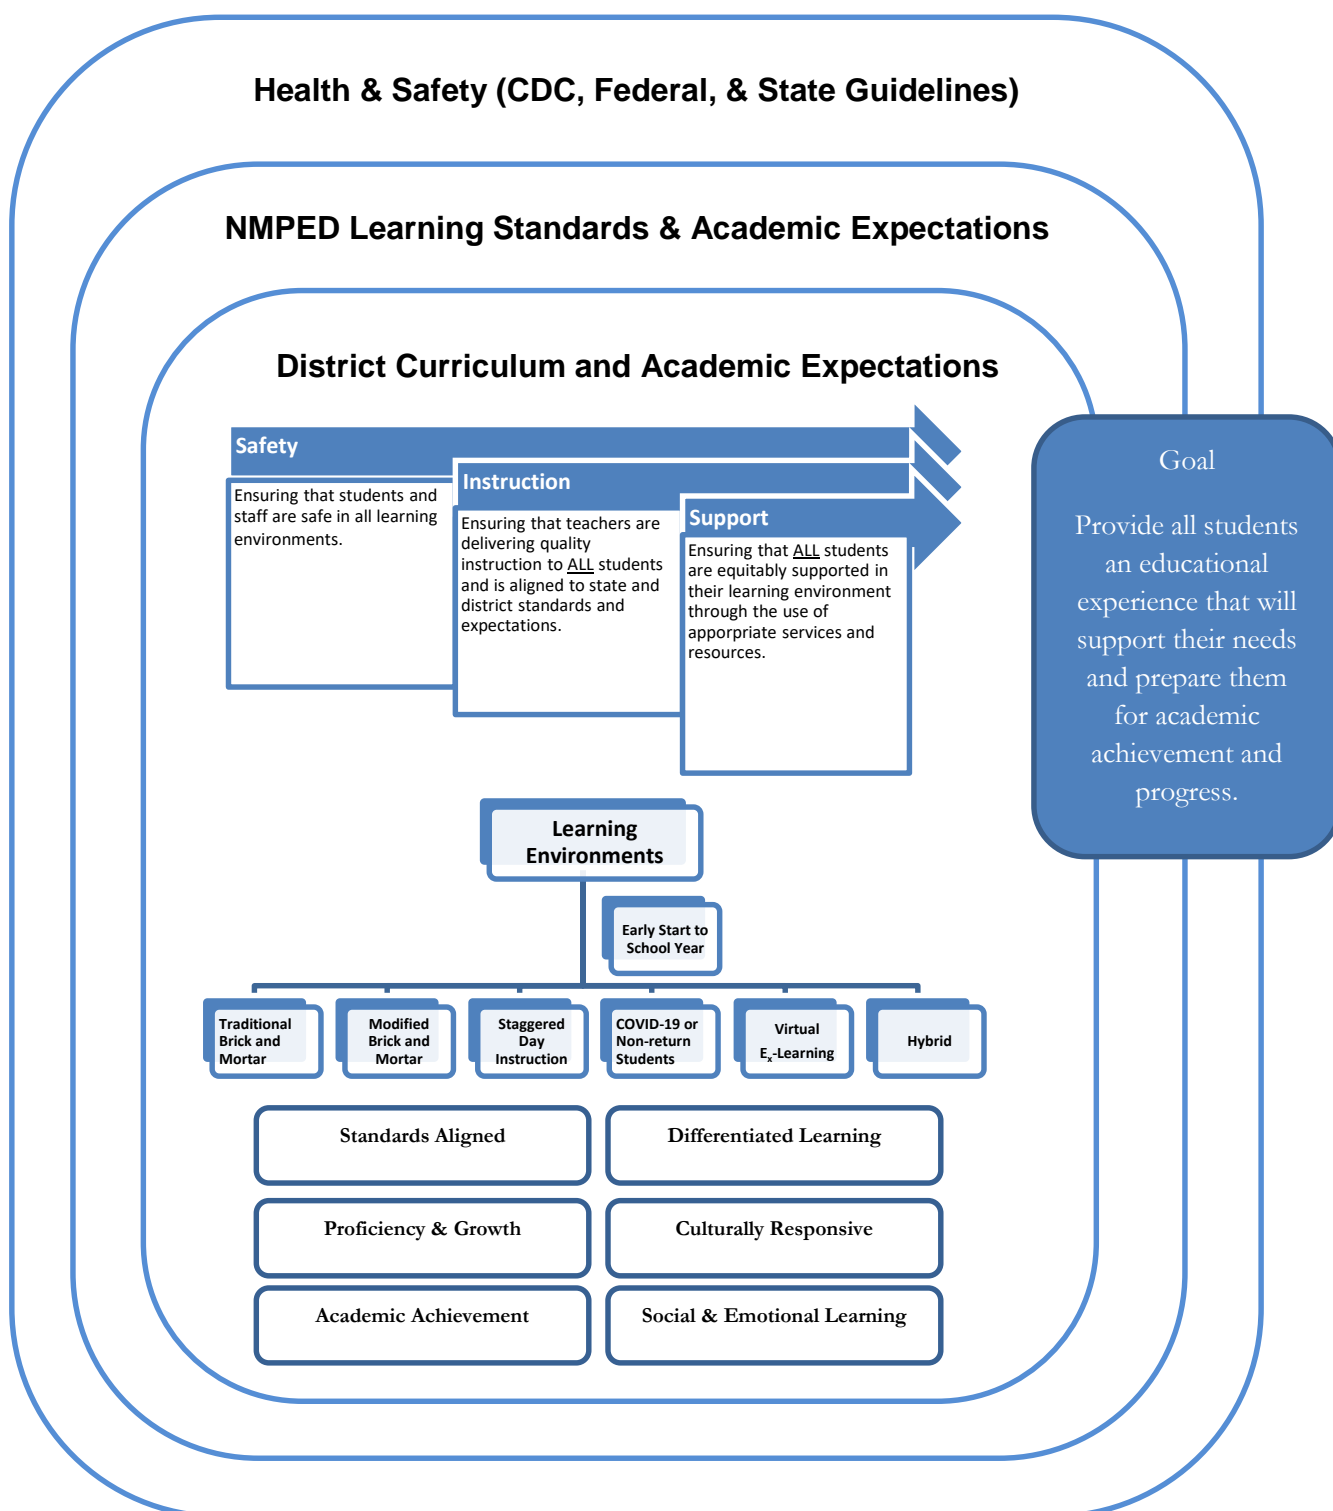 Health & Safety (CDC, Federal, & State Guidelines)
NMPED Learning Standards & Academic Expectations
District Curriculum and Academic Expectations
Safety
Ensuring that students and
staff are safe in all learning
environments.
Instruction
Ensuring that teachers are
delivering quality
instruction to ALL students
and is aligned to state and
district standards and
expectations.
Support
Ensuring that ALL students
are equitably supported in
their learning environment
through the use of
apporpriate services and
resources.
Goal
Provide all students
an educational
experience that will
support their needs
and prepare them
for academic
achievement and
progress.
Learning
Environments
Early Start to
School Year
Traditional
Brick and
Mortar
Modified
Brick and
Mortar
Staggered
Day
Instruction
COVID-19 or
Non-return
Students
Virtual
Ex-Learning
Hybrid
Standards Aligned
Differentiated Learning
Proficiency & Growth
Culturally Responsive
Academic Achievement
Social & Emotional Learning